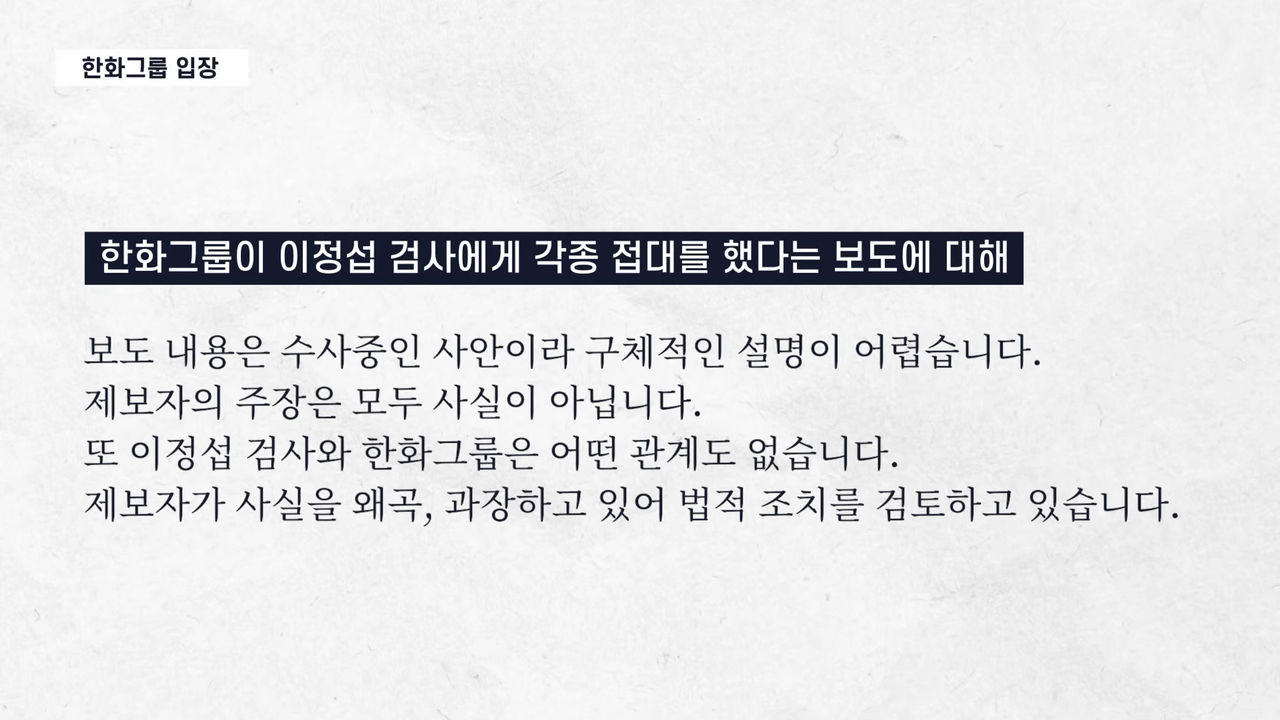 한화그룹 입장
한화그룹이 이정섭 검사에게 각종 접대를 했다는 보도에 대해
보도 내용은 수사중인 사안이라 구체적인 설명이 어렵습니다.
제보자의 주장은 모두 사실이 아닙니다.
또 이정섭 검사와 한화그룹은 어떤 관계도 없습니다.
제보자가 사실을 왜곡, 과장하고 있어 법적 조치를 검토하고 있습니다.